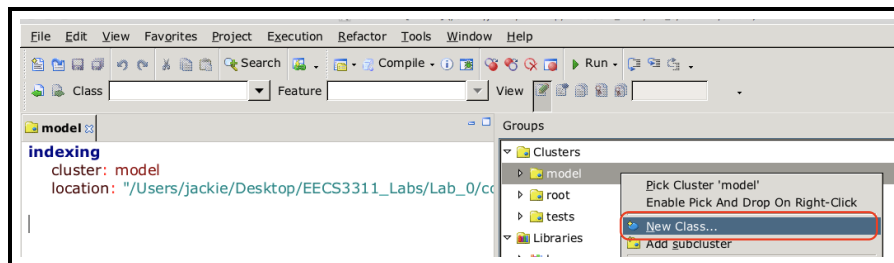 File Edit View Favorites Project Execution Refactor Tools Window Help
Search Compile Run
Class Feature View
model
indexing
cluster: model
location: "/Users/jackie/Desktop/EECS3311_Labs/Lab_0/co
Groups
Clusters
model
root
tests
Libraries
Pick Cluster 'model'
Enable Pick And Drop On Right-Click
New Class...
Add subcluster